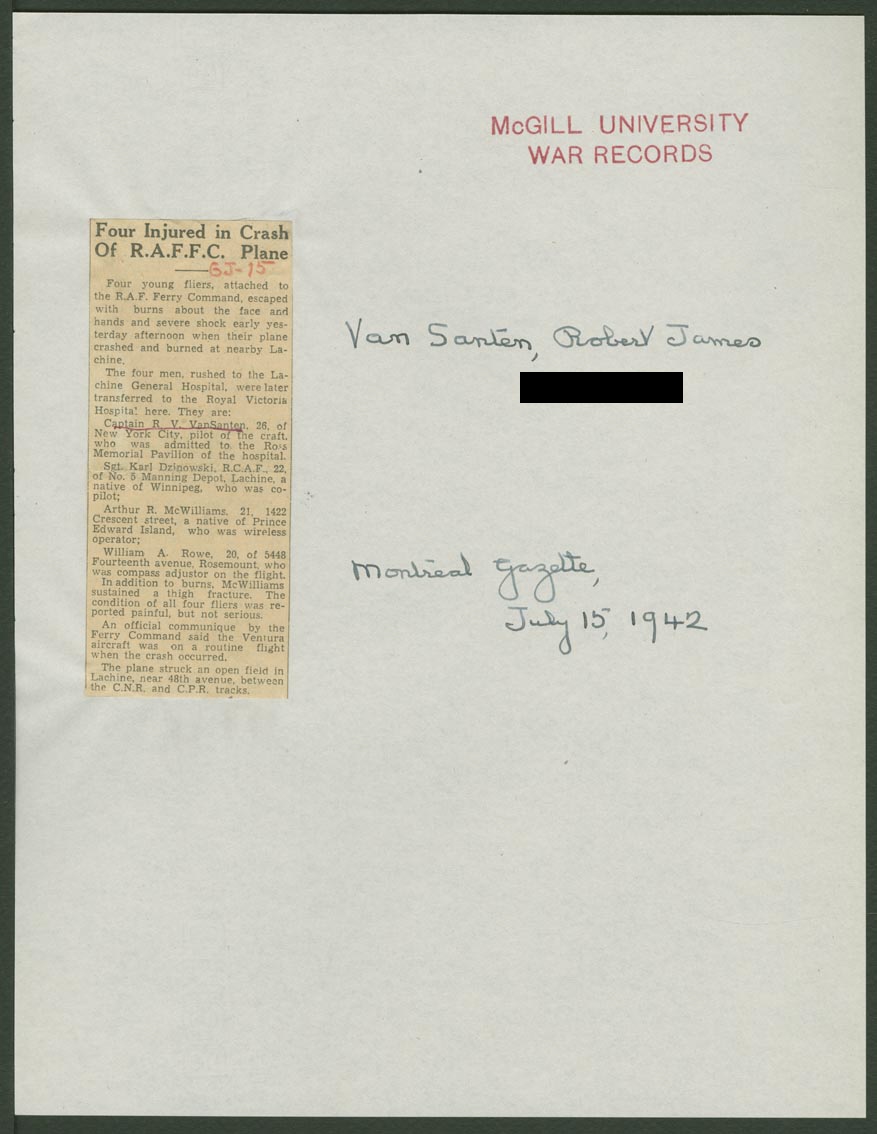 McGILL UNIVERSITY
WAR RECORDS
Four Injured in Crash
Of R.A.F.F.C. Plane
GJ-15
Four young fliers, attached to
the R.A.F. Ferry Command, escaped
with burns about the face and
hands and severe shock early yes-
terday afternoon when their plane
crashed and burned at nearby La-
chine.
The four men, rushed to the La-
chine General Hospital, were later
transferred to the Royal Victoria
Hospital here. They are:
Captain R. V. VanSanten, 26, of
New York City, pilot of the craft,
who was admitted to the Ross
Memorial Pavilion of the hospital.
Sgt. Karl Dzinowski, R.C.A.F., 22,
of No. 5 Manning Depot, Lachine, a
native of Winnipeg, who was co-
pilot;
Arthur R. McWilliams, 21, 1422
Crescent street, a native of Prince
Edward Island, who was wireless
operator;
William A. Rowe, 20, of 5448
Fourteenth avenue, Rosemount, who
was compass adjustor on the flight.
In addition to burns, McWilliams
sustained a thigh fracture. The
condition of all four fliers was re-
ported painful, but not serious.
An official communique by the
Ferry Command said the Ventura
aircraft was on a routine flight
when the crash occurred.
The plane struck an open field in
Lachine, near 48th avenue, between
the C.N.R. and C.P.R. tracks.
Van Santen, Robert James
Montreal Gazette,
July 15, 1942